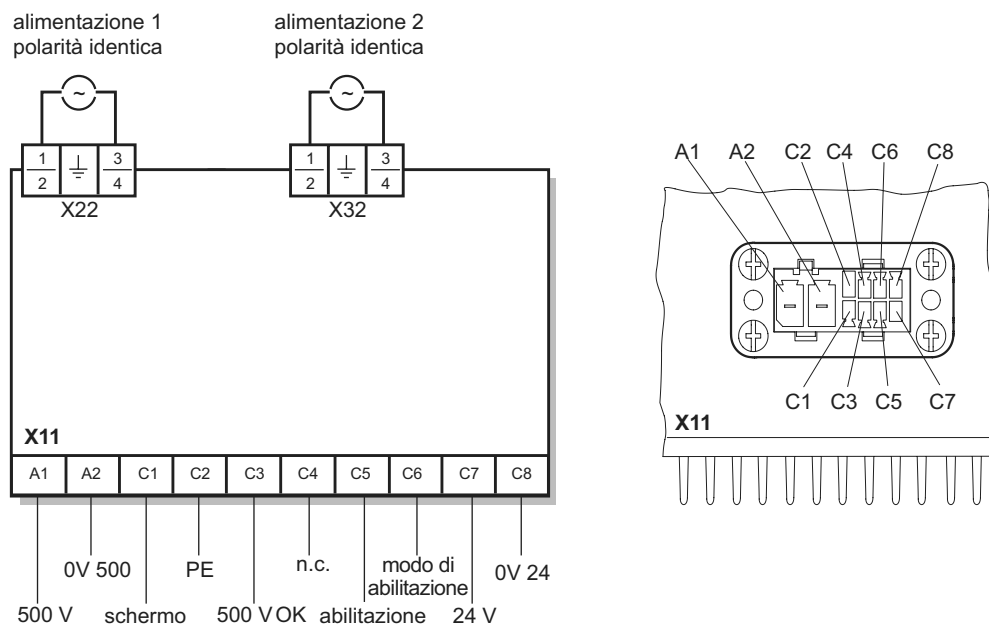 alimentazione 1
polarità identica
alimentazione 2
polarità identica
~
~
1 3
2 4
X22
1 3
2 4
X32
X11
A1 A2 C1 C2 C3 C4 C5 C6 C7 C8
0V 500
PE
n.c.
modo di
abilitazione
0V 24
500 V
schermo
500 V OK
abilitazione
24 V
A1 A2 C2 C4 C6 C8
C1 C3 C5 C7
X11